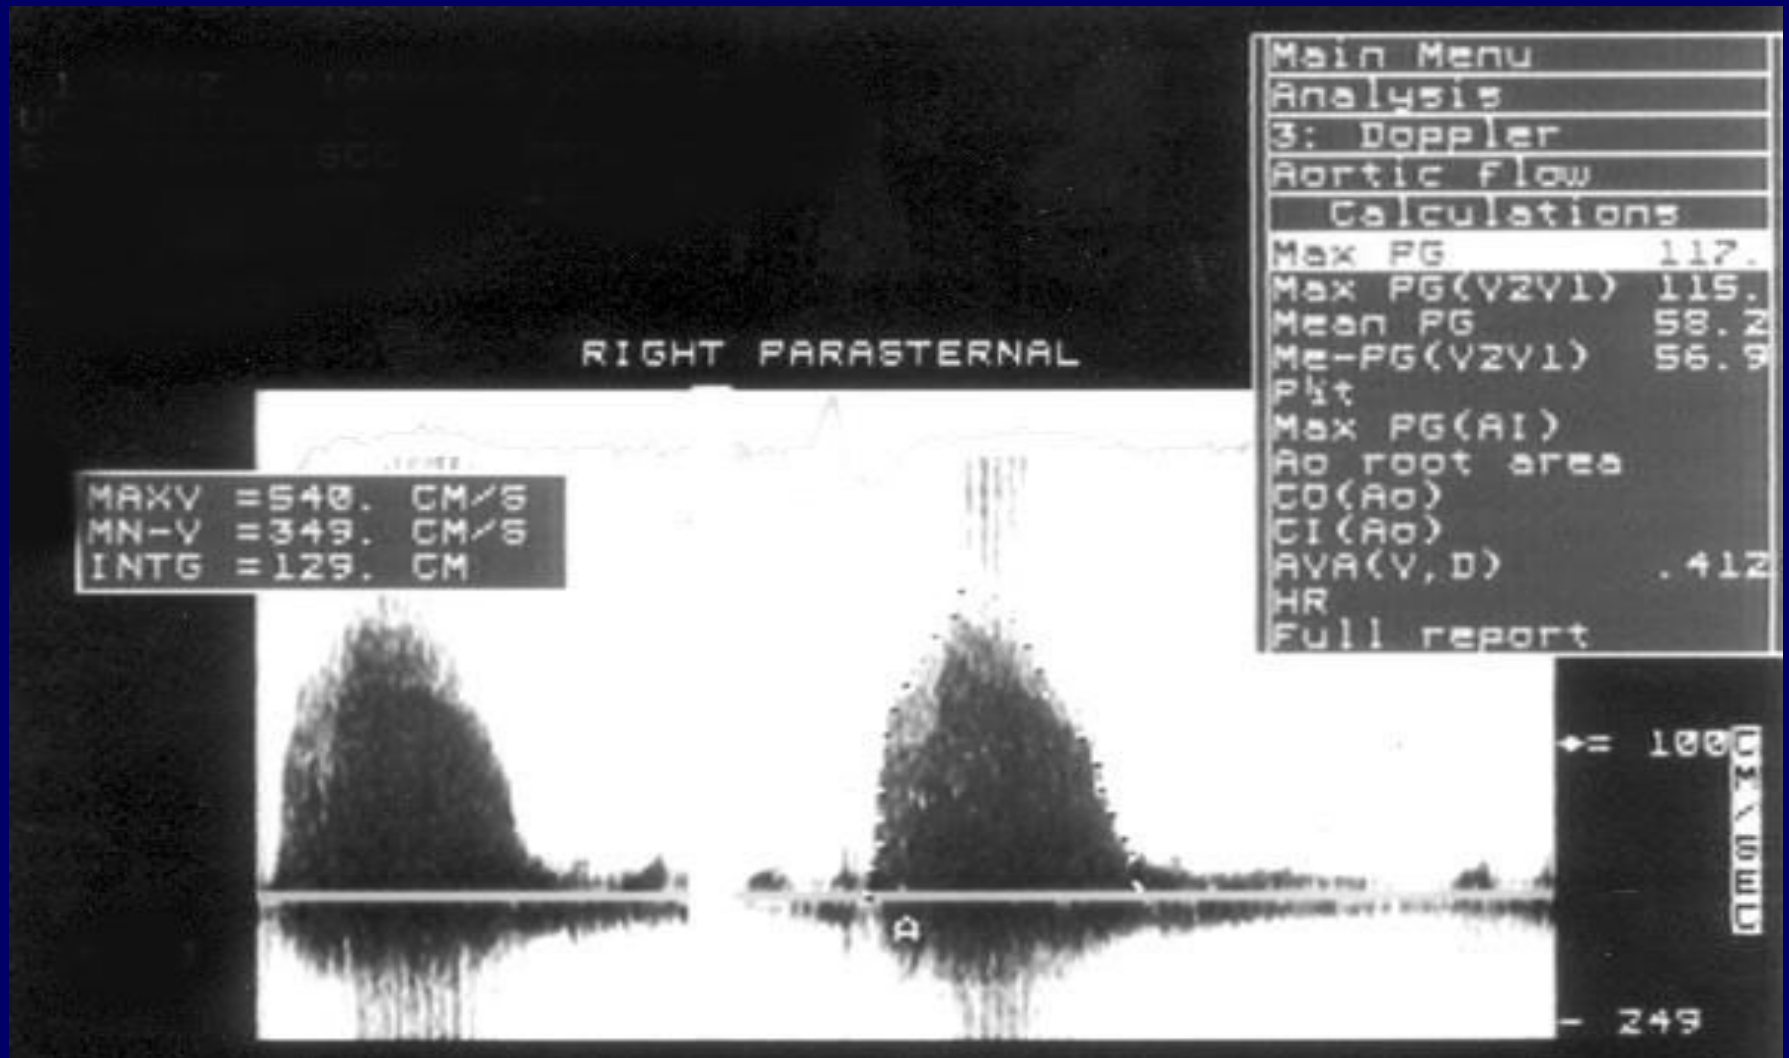 Main Menu
Analysis
3: Doppler
Aortic flow
Calculations
Max PG 117.
Max PG(V2V1) 115.
Mean PG 58.2
Me-PG(V2V1) 56.9
P½t
Max PG(AI)
Ao root area
CO(Ao)
CI(Ao)
AVA(V,D) .412
HR
Full report
RIGHT PARASTERNAL
MAXV =540. CM/S
MN-V =349. CM/S
INTG =129. CM
= 100
CM/SEC
A
- 249